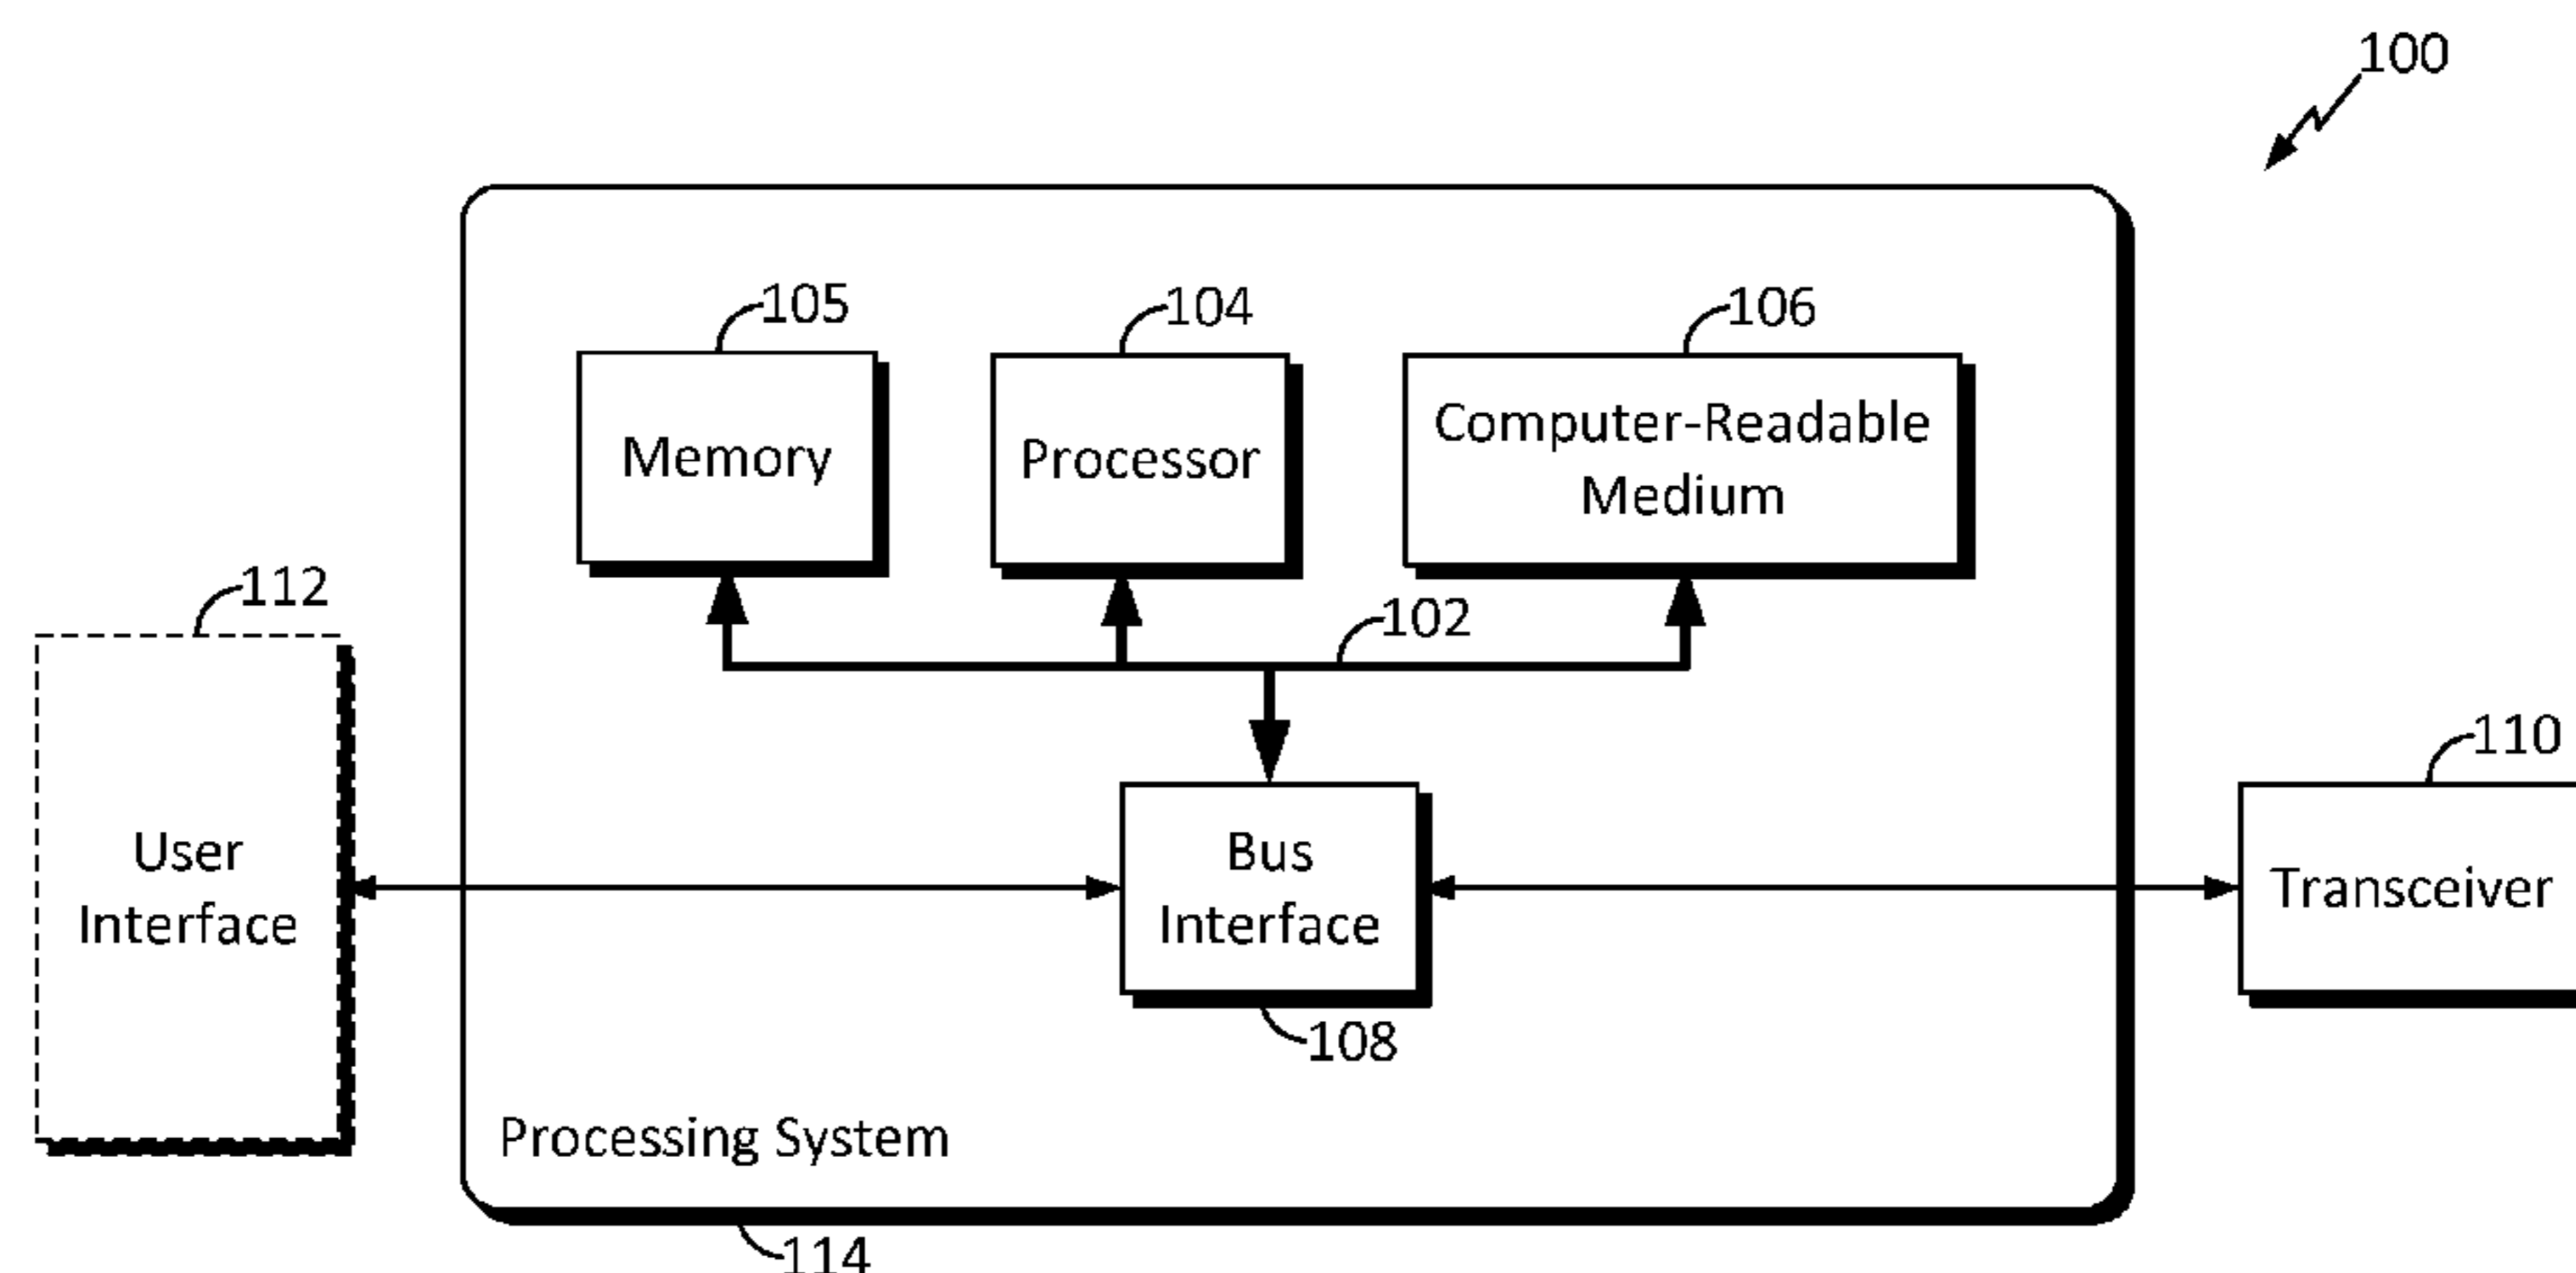 100
105
104
106
Memory
Processor
Computer-Readable
Medium
112
102
110
User
Interface
Bus
Interface
Transceiver
108
Processing System
114